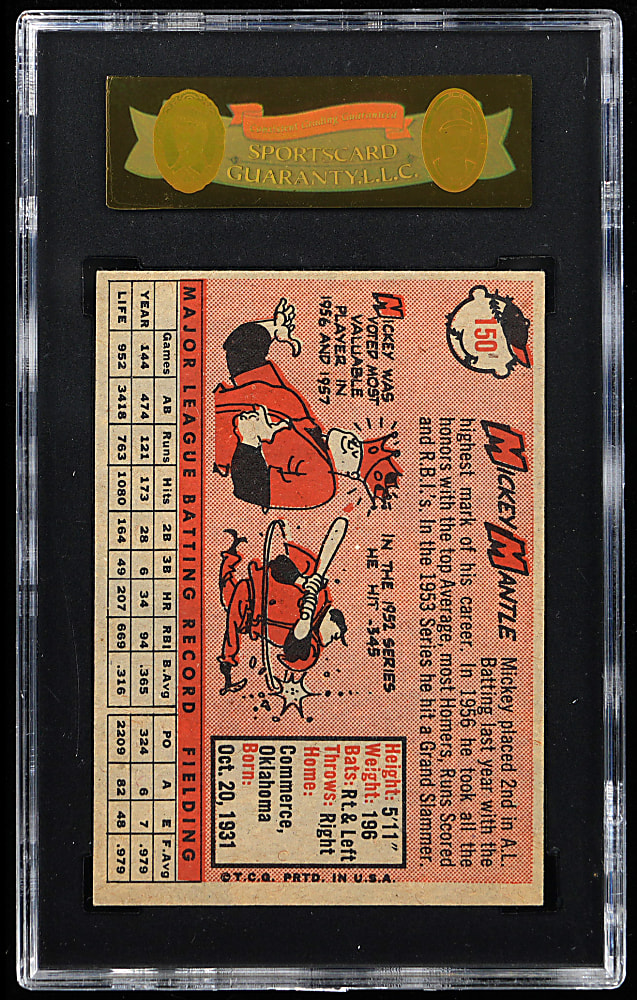 SPORTSCARD
GUARANTY.L.L.C.
150
MICKEY MANTLE
Mickey placed 2nd in A.L.
Batting last year with the
highest mark of his career. In 1956 he took all the
honors with the top Average, most Homers, Runs Scored
and R.B.I.'s. In the 1953 Series he hit a Grand Slammer.
MICKEY WAS
VOTED MOST
VALUABLE
PLAYER IN
1956 AND 1957
IN THE 1952 SERIES
HE HIT .345
Height: 5'11"
Weight: 196
Bats: Rt. & Left
Throws: Right
Home:
Commerce,
Oklahoma
Born:
Oct. 20, 1931
©T.C.G. PRTD. IN U.S.A.
MAJOR LEAGUE BATTING RECORD FIELDING
Games AB Runs Hits 2B 3B HR RBI B.Avg PO A E F.Avg
YEAR 144 474 121 173 28 6 34 94 .365 324 6 7 .979
LIFE 952 3418 763 1080 164 49 207 669 .316 2209 82 48 .979